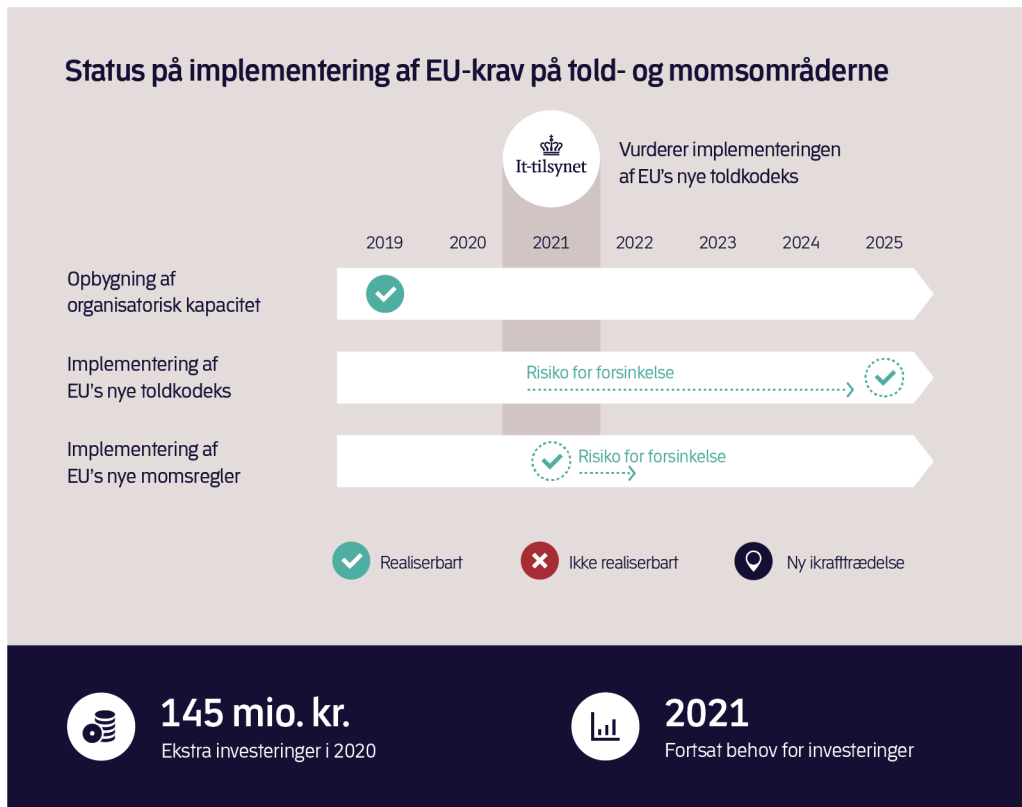 Status på implementering af EU-krav på told- og momsområderne
It-tilsynet
Vurderer implementeringen
af EU's nye toldkodeks
2019 2020 2021 2022 2023 2024 2025
Opbygning af
organisatorisk kapacitet
Implementering af
EU's nye toldkodeks
Risiko for forsinkelse
Implementering af
EU's nye momsregler
Risiko for forsinkelse
Realiserbart Ikke realiserbart Ny ikrafttrædelse
145 mio. kr.
Ekstra investeringer i 2020
2021
Fortsat behov for investeringer